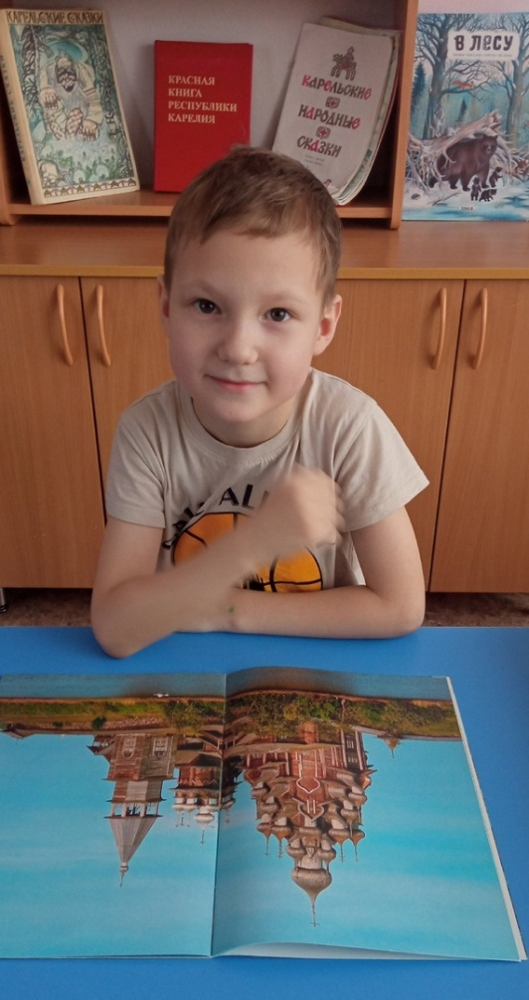 КАРЕЛЬСКИЕ СКАЗКИ
КРАСНАЯ
КНИГА
РЕСПУБЛИКИ
КАРЕЛИЯ
КАРЕЛЬСКИЕ
НАРОДНЫЕ
СКАЗКИ
В ЛЕСУ